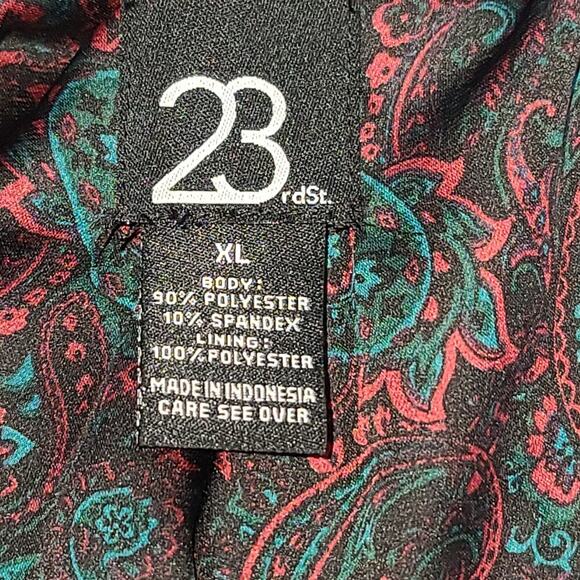 23rdSt.
XL
BODY:
90% POLYESTER
10% SPANDEX
LINING:
100% POLYESTER
MADE IN INDONESIA
CARE SEE OVER